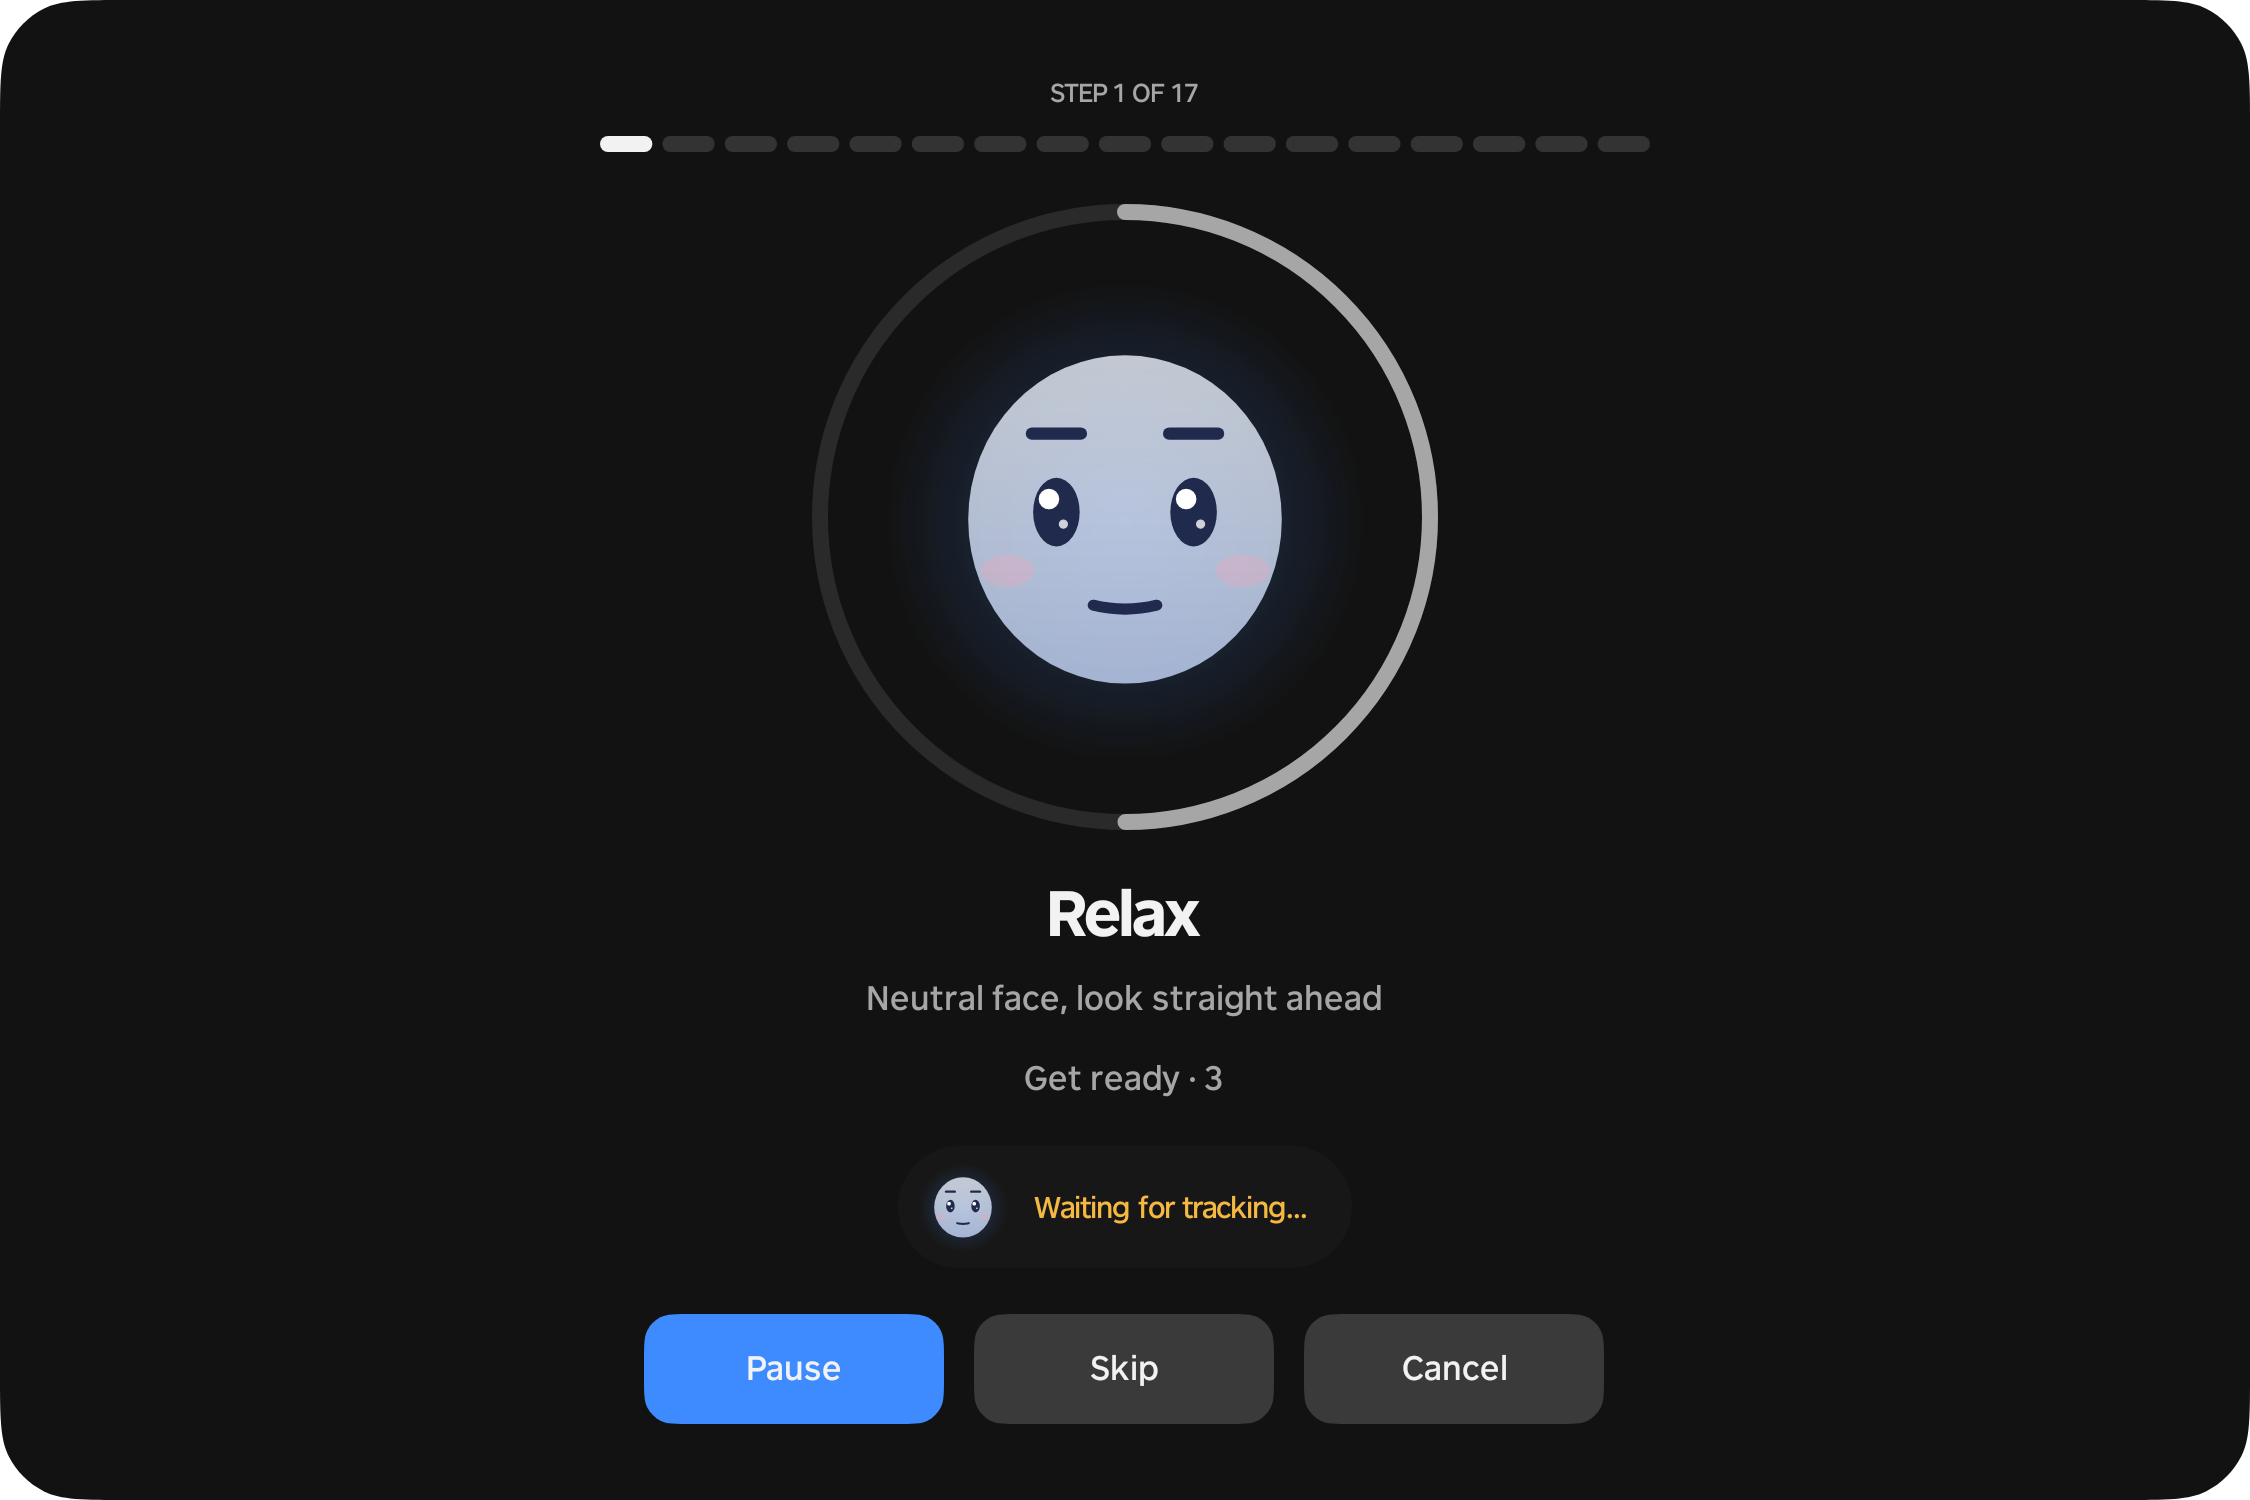 STEP 1 OF 17
Relax
Neutral face, look straight ahead
Get ready · 3
Waiting for tracking...
Pause
Skip
Cancel